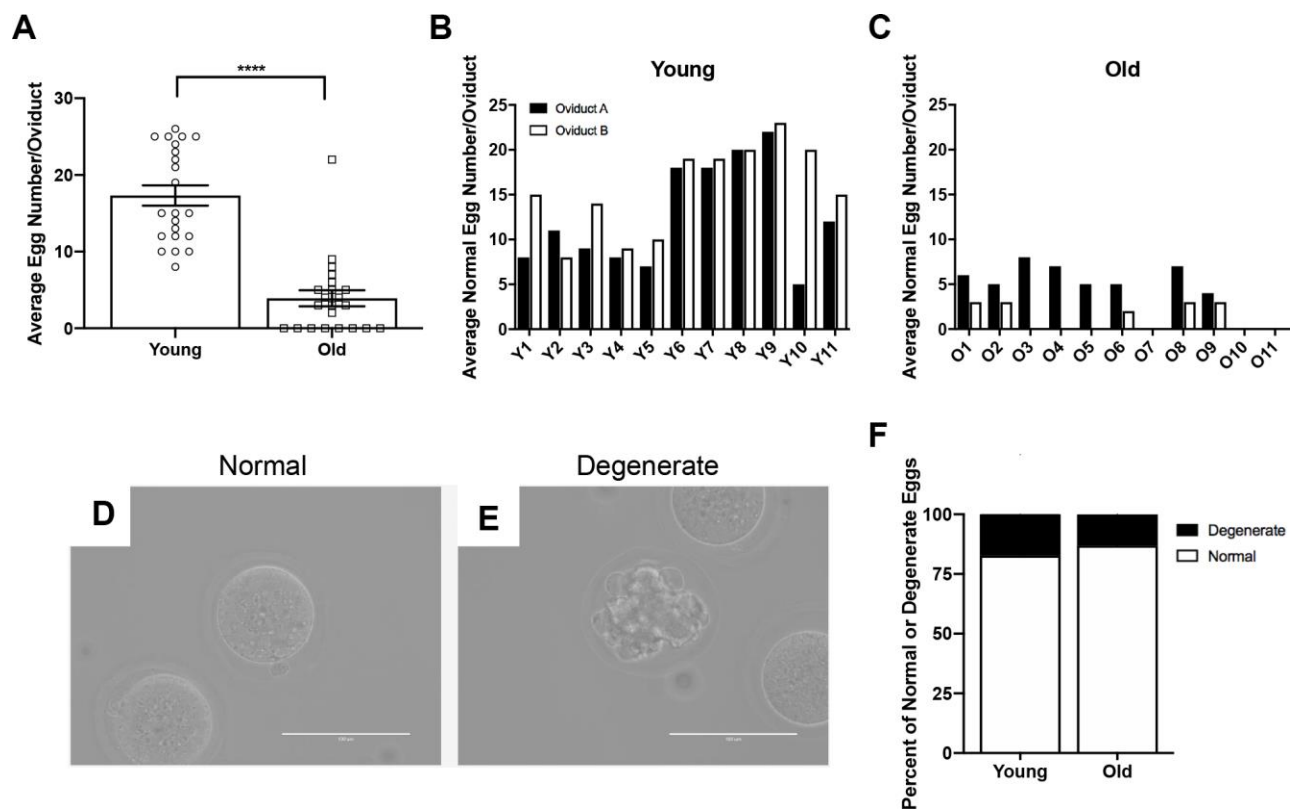 A
****
Average Egg Number/Oviduct
30
20
10
0
Young
Old
B
Young
Average Normal Egg Number/Oviduct
25
20
15
10
5
0
Oviduct A
Oviduct B
Y1
Y2
Y3
Y4
Y5
Y6
Y7
Y8
Y9
Y10
Y11
C
Old
Average Normal Egg Number/Oviduct
25
20
15
10
5
0
O1
O2
O3
O4
O5
O6
O7
O8
O9
O10
O11
Normal
D
Degenerate
E
F
Percent of Normal or Degenerate Eggs
100
75
50
25
0
Degenerate
Normal
Young
Old